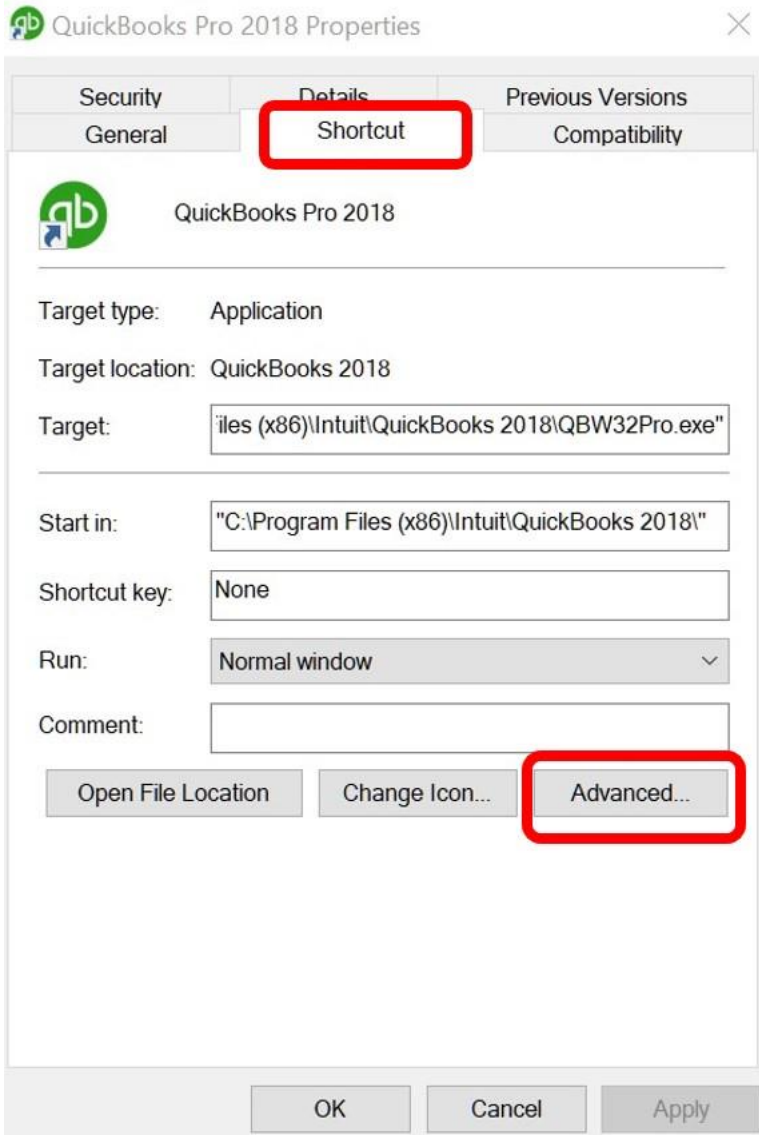 qb QuickBooks Pro 2018 Properties
Security Details Previous Versions
General Shortcut Compatibility
qb QuickBooks Pro 2018
Target type: Application
Target location: QuickBooks 2018
Target: iles (x86)\Intuit\QuickBooks 2018\QBW32Pro.exe"
Start in: "C:\Program Files (x86)\Intuit\QuickBooks 2018\"
Shortcut key: None
Run: Normal window
Comment:
Open File Location Change Icon... Advanced...
OK Cancel Apply